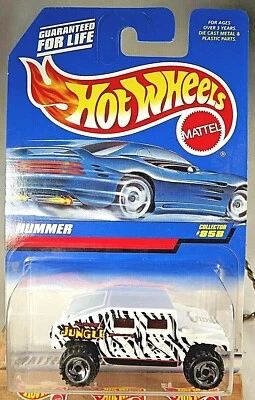 GUARANTEED
FOR LIFE
FOR AGES
OVER 3 YEARS.
DIE CAST METAL &
PLASTIC PARTS.
HOT WHEELS
MATTEL
HUMMER
COLLECTOR
#858
JUNGLE